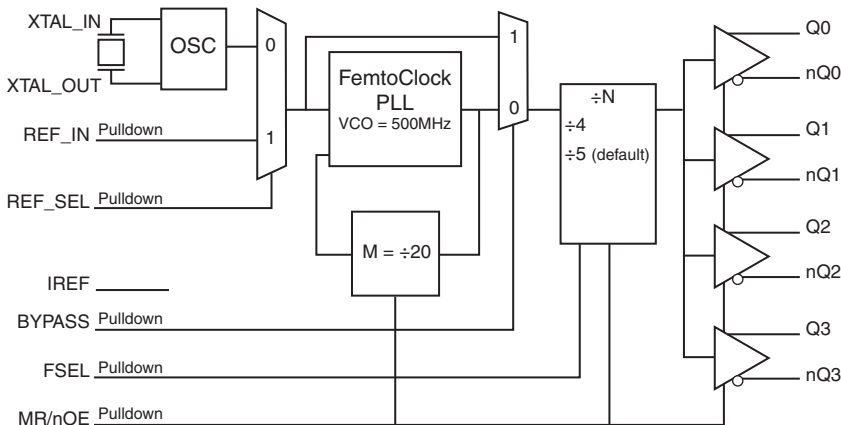 XTAL_IN
OSC
XTAL_OUT
0
1
REF_IN Pulldown
REF_SEL Pulldown
FemtoClock
PLL
VCO = 500MHz
M = ÷20
1
0
÷N
÷4
÷5 (default)
IREF
BYPASS Pulldown
FSEL Pulldown
MR/nOE Pulldown
Q0
nQ0
Q1
nQ1
Q2
nQ2
Q3
nQ3